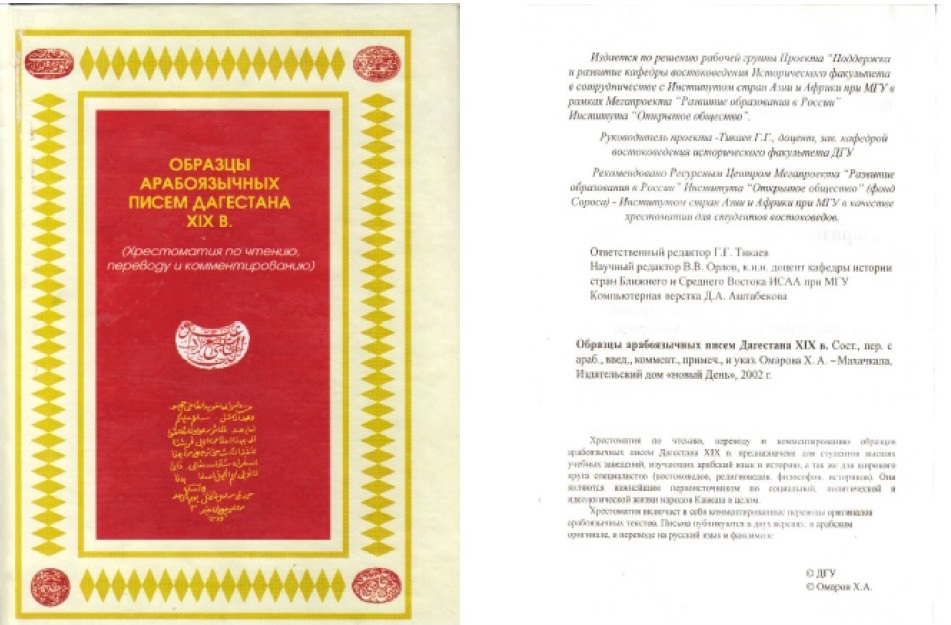 ОБРАЗЦЫ
АРАБОЯЗЫЧНЫХ
ПИСЕМ ДАГЕСТАНА
XIX В.
(Хрестоматия по чтению,
переводу и комментированию)
Издается по решению рабочей группы Проекта "Поддержка
и развитие кафедры востоковедения Исторического факультета
в сотрудничестве с Институтом стран Азии и Африки при МГУ в
рамках Мегапроекта "Развитие образования в России"
Института "Открытое общество".
Руководитель проекта -Тикаев Г.Г., доцент, зав. кафедрой
востоковедения исторического факультета ДГУ
Рекомендовано Ресурсным Центром Мегапроекта "Развитие
образования в России" Института "Открытое общество" (фонд
Сороса) - Институтом стран Азии и Африки при МГУ в качестве
хрестоматии для студентов востоковедов.
Ответственный редактор Г.Г. Тикаев
Научный редактор В.В. Орлов, к.и.н. доцент кафедры истории
стран Ближнего и Среднего Востока ИСАА при МГУ
Компьютерная верстка Д.А. Аштабекова
Образцы арабоязычных писем Дагестана XIX в. Сост., пер. с
араб., введ., коммент., примеч., и указ. Омарова Х. А. – Махачкала,
Издательский дом «новый День», 2002 г.
Хрестоматия по чтению, переводу и комментированию образцов
арабоязычных писем Дагестана XIX в. предназначена для студентов высших
учебных заведений, изучающих арабский язык и историю, а так же для широкого
круга специалистов (востоковедов, религиоведов, философов, историков). Они
являются важнейшим первоисточником по социальной, политической и
идеологической жизни народов Кавказа в целом.
Хрестоматия включает в себя комментированные переводы оригиналов
арабоязычных текстов. Письма публикуются в двух версиях: в арабском
оригинале, в переводе на русский язык и факсимиле
© ДГУ
© Омаров Х.А.